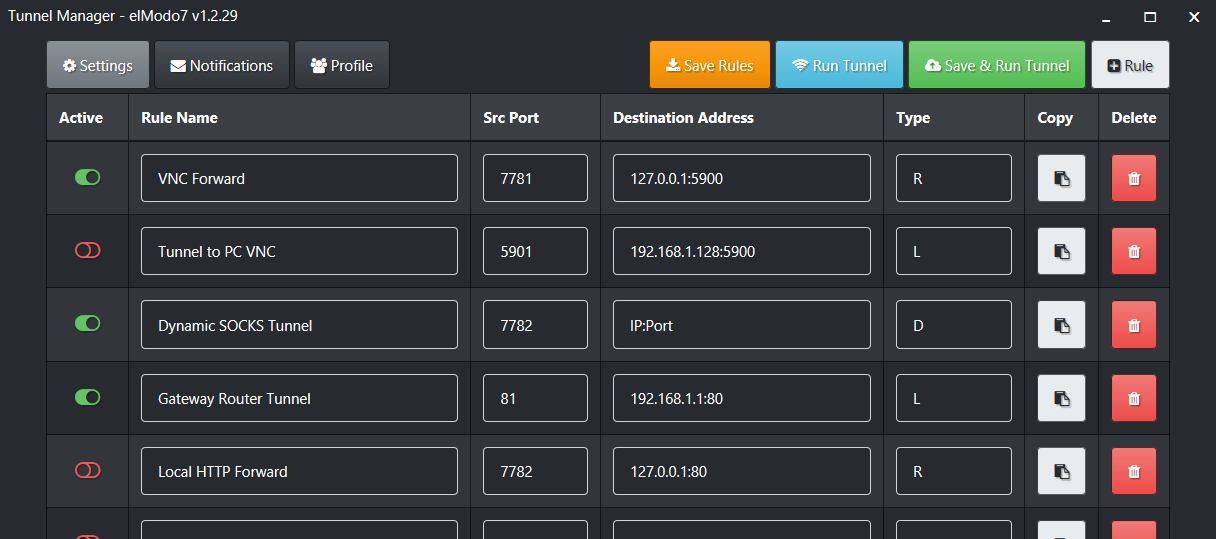 Tunnel Manager - elModo7 v1.2.29
Settings Notifications Profile Save Rules Run Tunnel Save & Run Tunnel Rule
Active Rule Name Src Port Destination Address Type Copy Delete
VNC Forward 7781 127.0.0.1:5900 R
Tunnel to PC VNC 5901 192.168.1.128:5900 L
Dynamic SOCKS Tunnel 7782 IP:Port D
Gateway Router Tunnel 81 192.168.1.1:80 L
Local HTTP Forward 7782 127.0.0.1:80 R